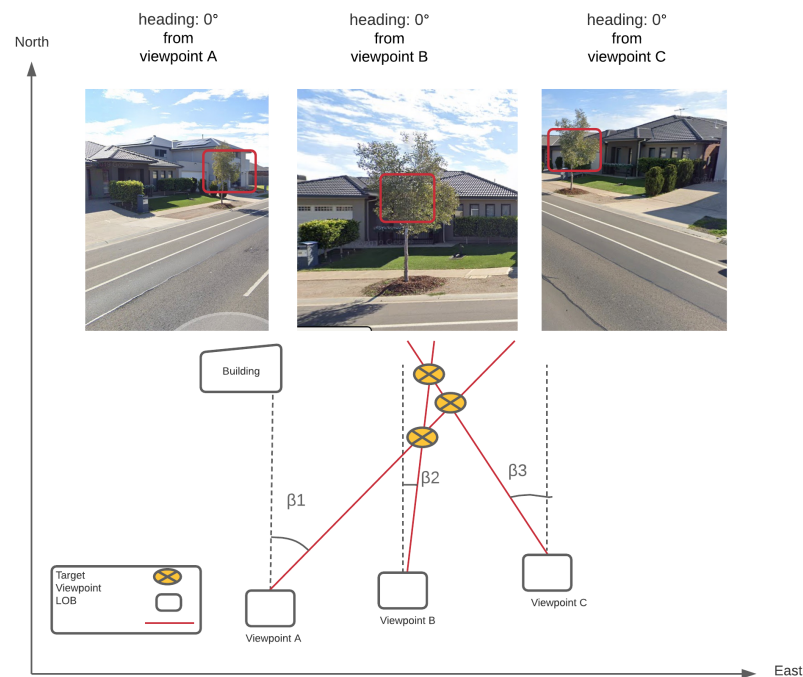 heading: 0°
from
viewpoint A
heading: 0°
from
viewpoint B
heading: 0°
from
viewpoint C
North
Building
β1
β2
β3
Target
Viewpoint
LOB
Viewpoint A
Viewpoint B
Viewpoint C
East